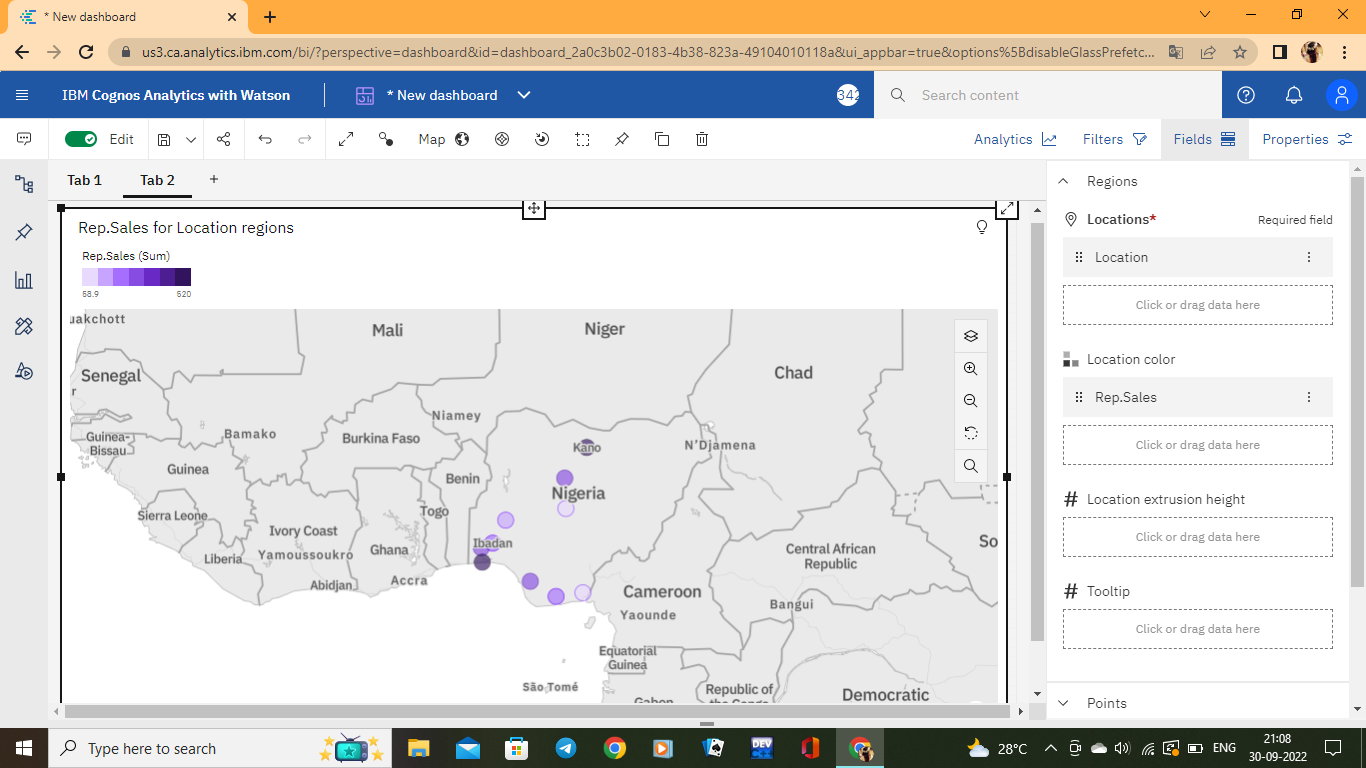 * New dashboard
us3.ca.analytics.ibm.com/bi/?perspective=dashboard&id=dashboard_2a0c3b02-0183-4b38-823a-49104010118a&ui_appbar=true&options%5BdisableGlassPrefetc...
IBM Cognos Analytics with Watson
* New dashboard
342
Search content
Edit
Map
Analytics
Filters
Fields
Properties
Tab 1
Tab 2
Rep.Sales for Location regions
Rep.Sales (Sum)
58.9
520
uakchott
Mali
Niger
Senegal
Chad
Niamey
Bamako
Burkina Faso
Guinea-
Bissau
Kano
N'Djamena
Guinea
Benin
Nigeria
Togo
Sierra Leone
Ivory Coast
Ibadan
So
Ghana
Liberia
Yamoussoukro
Central African
Republic
Abidjan
Accra
Cameroon
Yaounde
Bangui
Equatorial
Guinea
São Tomé
Republic of
the Congo
Gabon
Democratic
Regions
Locations*
Required field
Location
Click or drag data here
Location color
Rep.Sales
Click or drag data here
Location extrusion height
Click or drag data here
Tooltip
Click or drag data here
Points
Type here to search
DEV
28°C
ENG
21:08
30-09-2022